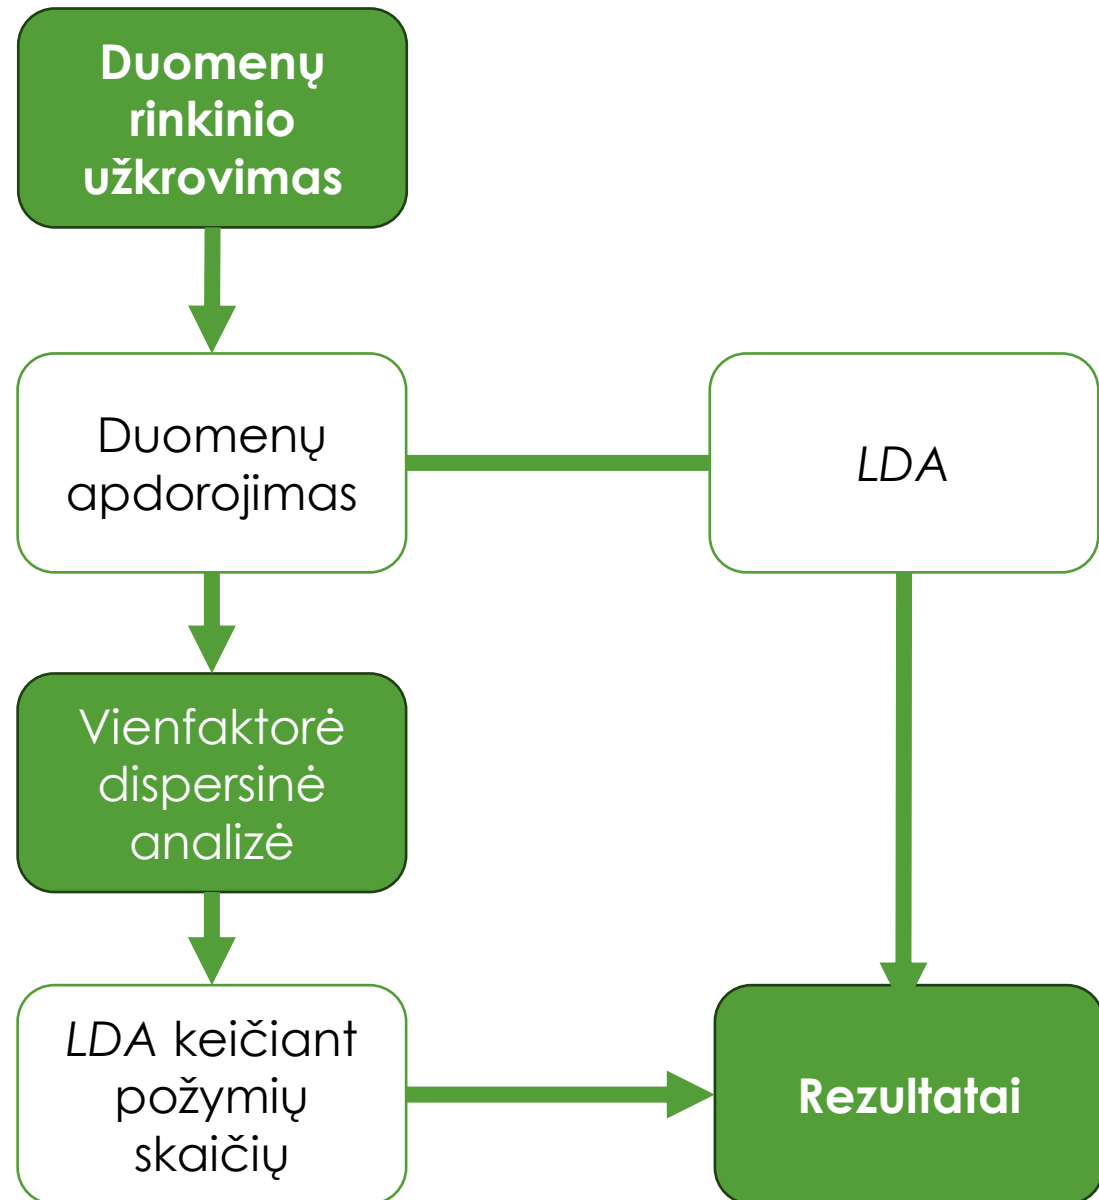 Duomenų
rinkinio
užkrovimas
Duomenų
apdorojimas
LDA
Vienfaktorė
dispersinė
analizė
LDA keičiant
požymių
skaičių
Rezultatai